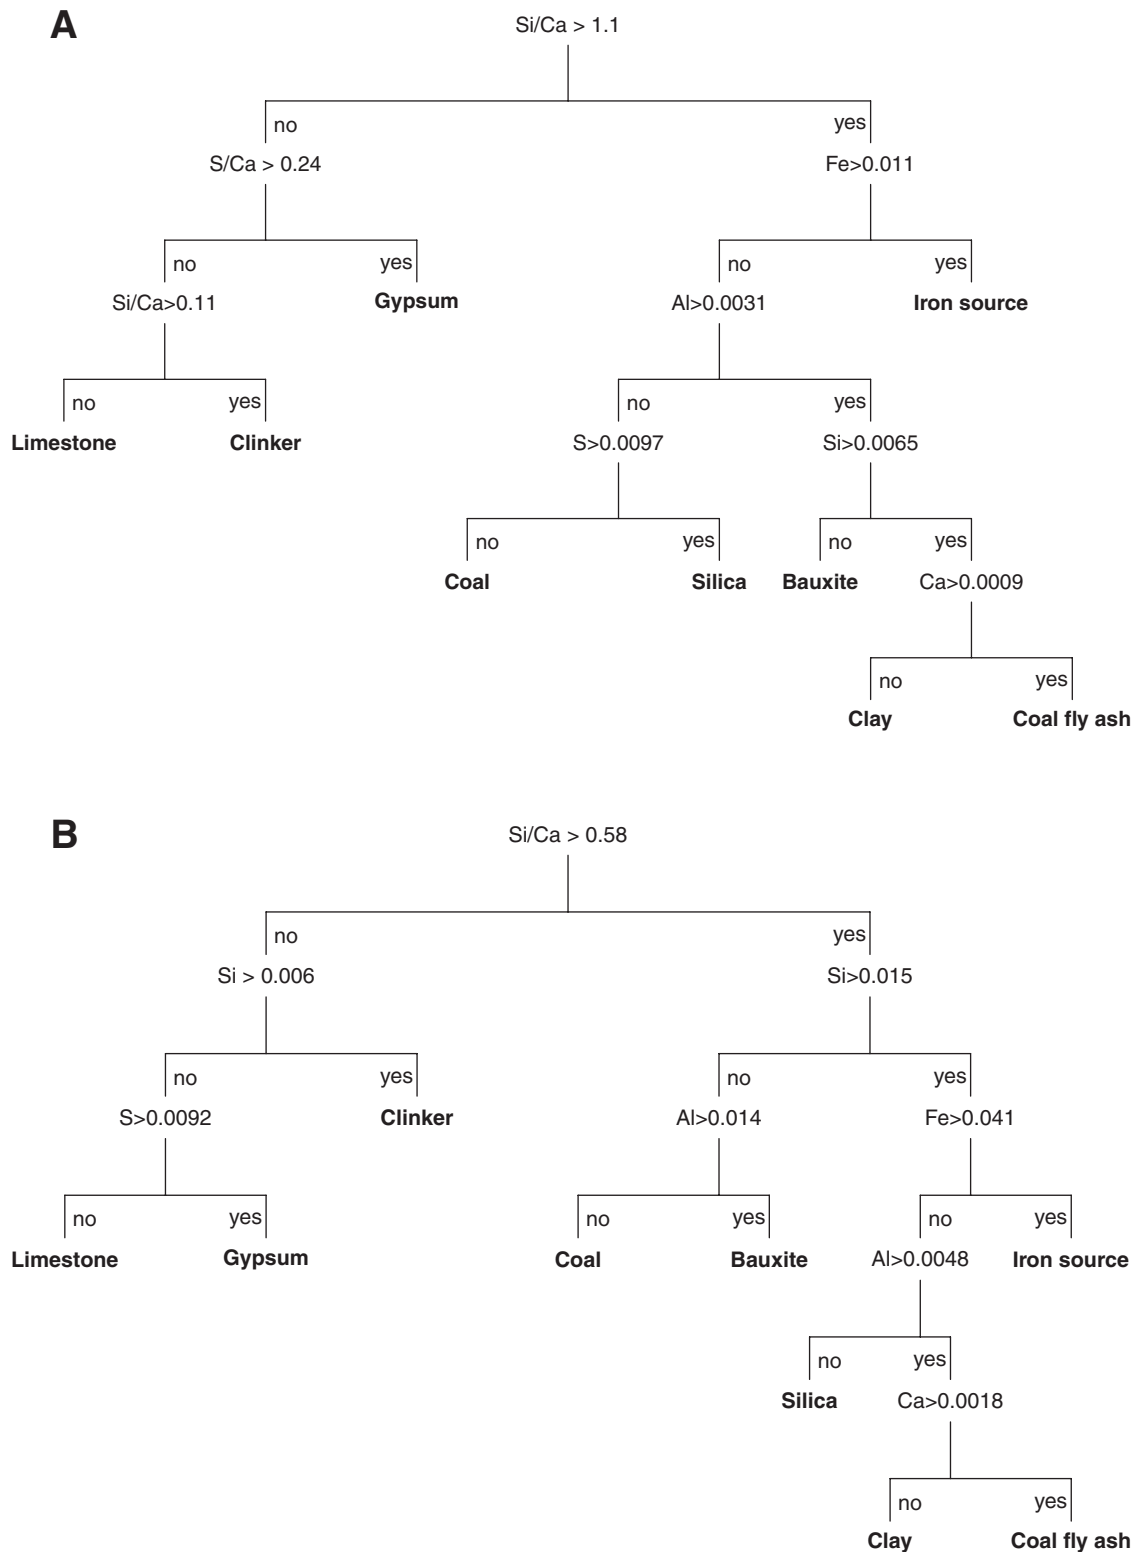 A
Si/Ca > 1.1
no
yes
S/Ca > 0.24
Fe>0.011
no
yes
no
yes
Si/Ca>0.11
Gypsum
Al>0.0031
Iron source
no
yes
no
yes
Limestone
Clinker
S>0.0097
Si>0.0065
no
yes
no
yes
Coal
Silica
Bauxite
Ca>0.0009
no
yes
Clay
Coal fly ash
B
Si/Ca > 0.58
no
yes
Si > 0.006
Si>0.015
no
yes
no
yes
S>0.0092
Clinker
Al>0.014
Fe>0.041
no
yes
no
yes
no
yes
Limestone
Gypsum
Coal
Bauxite
Al>0.0048
Iron source
no
yes
Silica
Ca>0.0018
no
yes
Clay
Coal fly ash